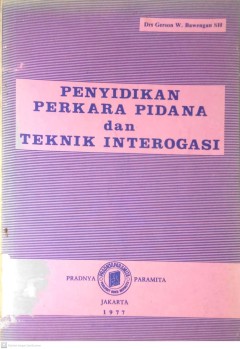 Drs Gerson W. Bawengan SH
PENYIDIKAN
PERKARA PIDANA
dan
TEKNIK INTEROGASI
PRADNYA PARAMITA
JAKARTA
1977